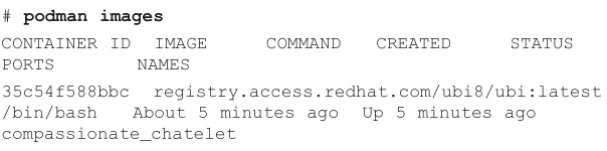 # podman images
CONTAINER ID  IMAGE      COMMAND   CREATED      STATUS
PORTS        NAMES
35c54f588bbc  registry.access.redhat.com/ubi8/ubi:latest
/bin/bash  About 5 minutes ago  Up 5 minutes ago
compassionate_chatelet